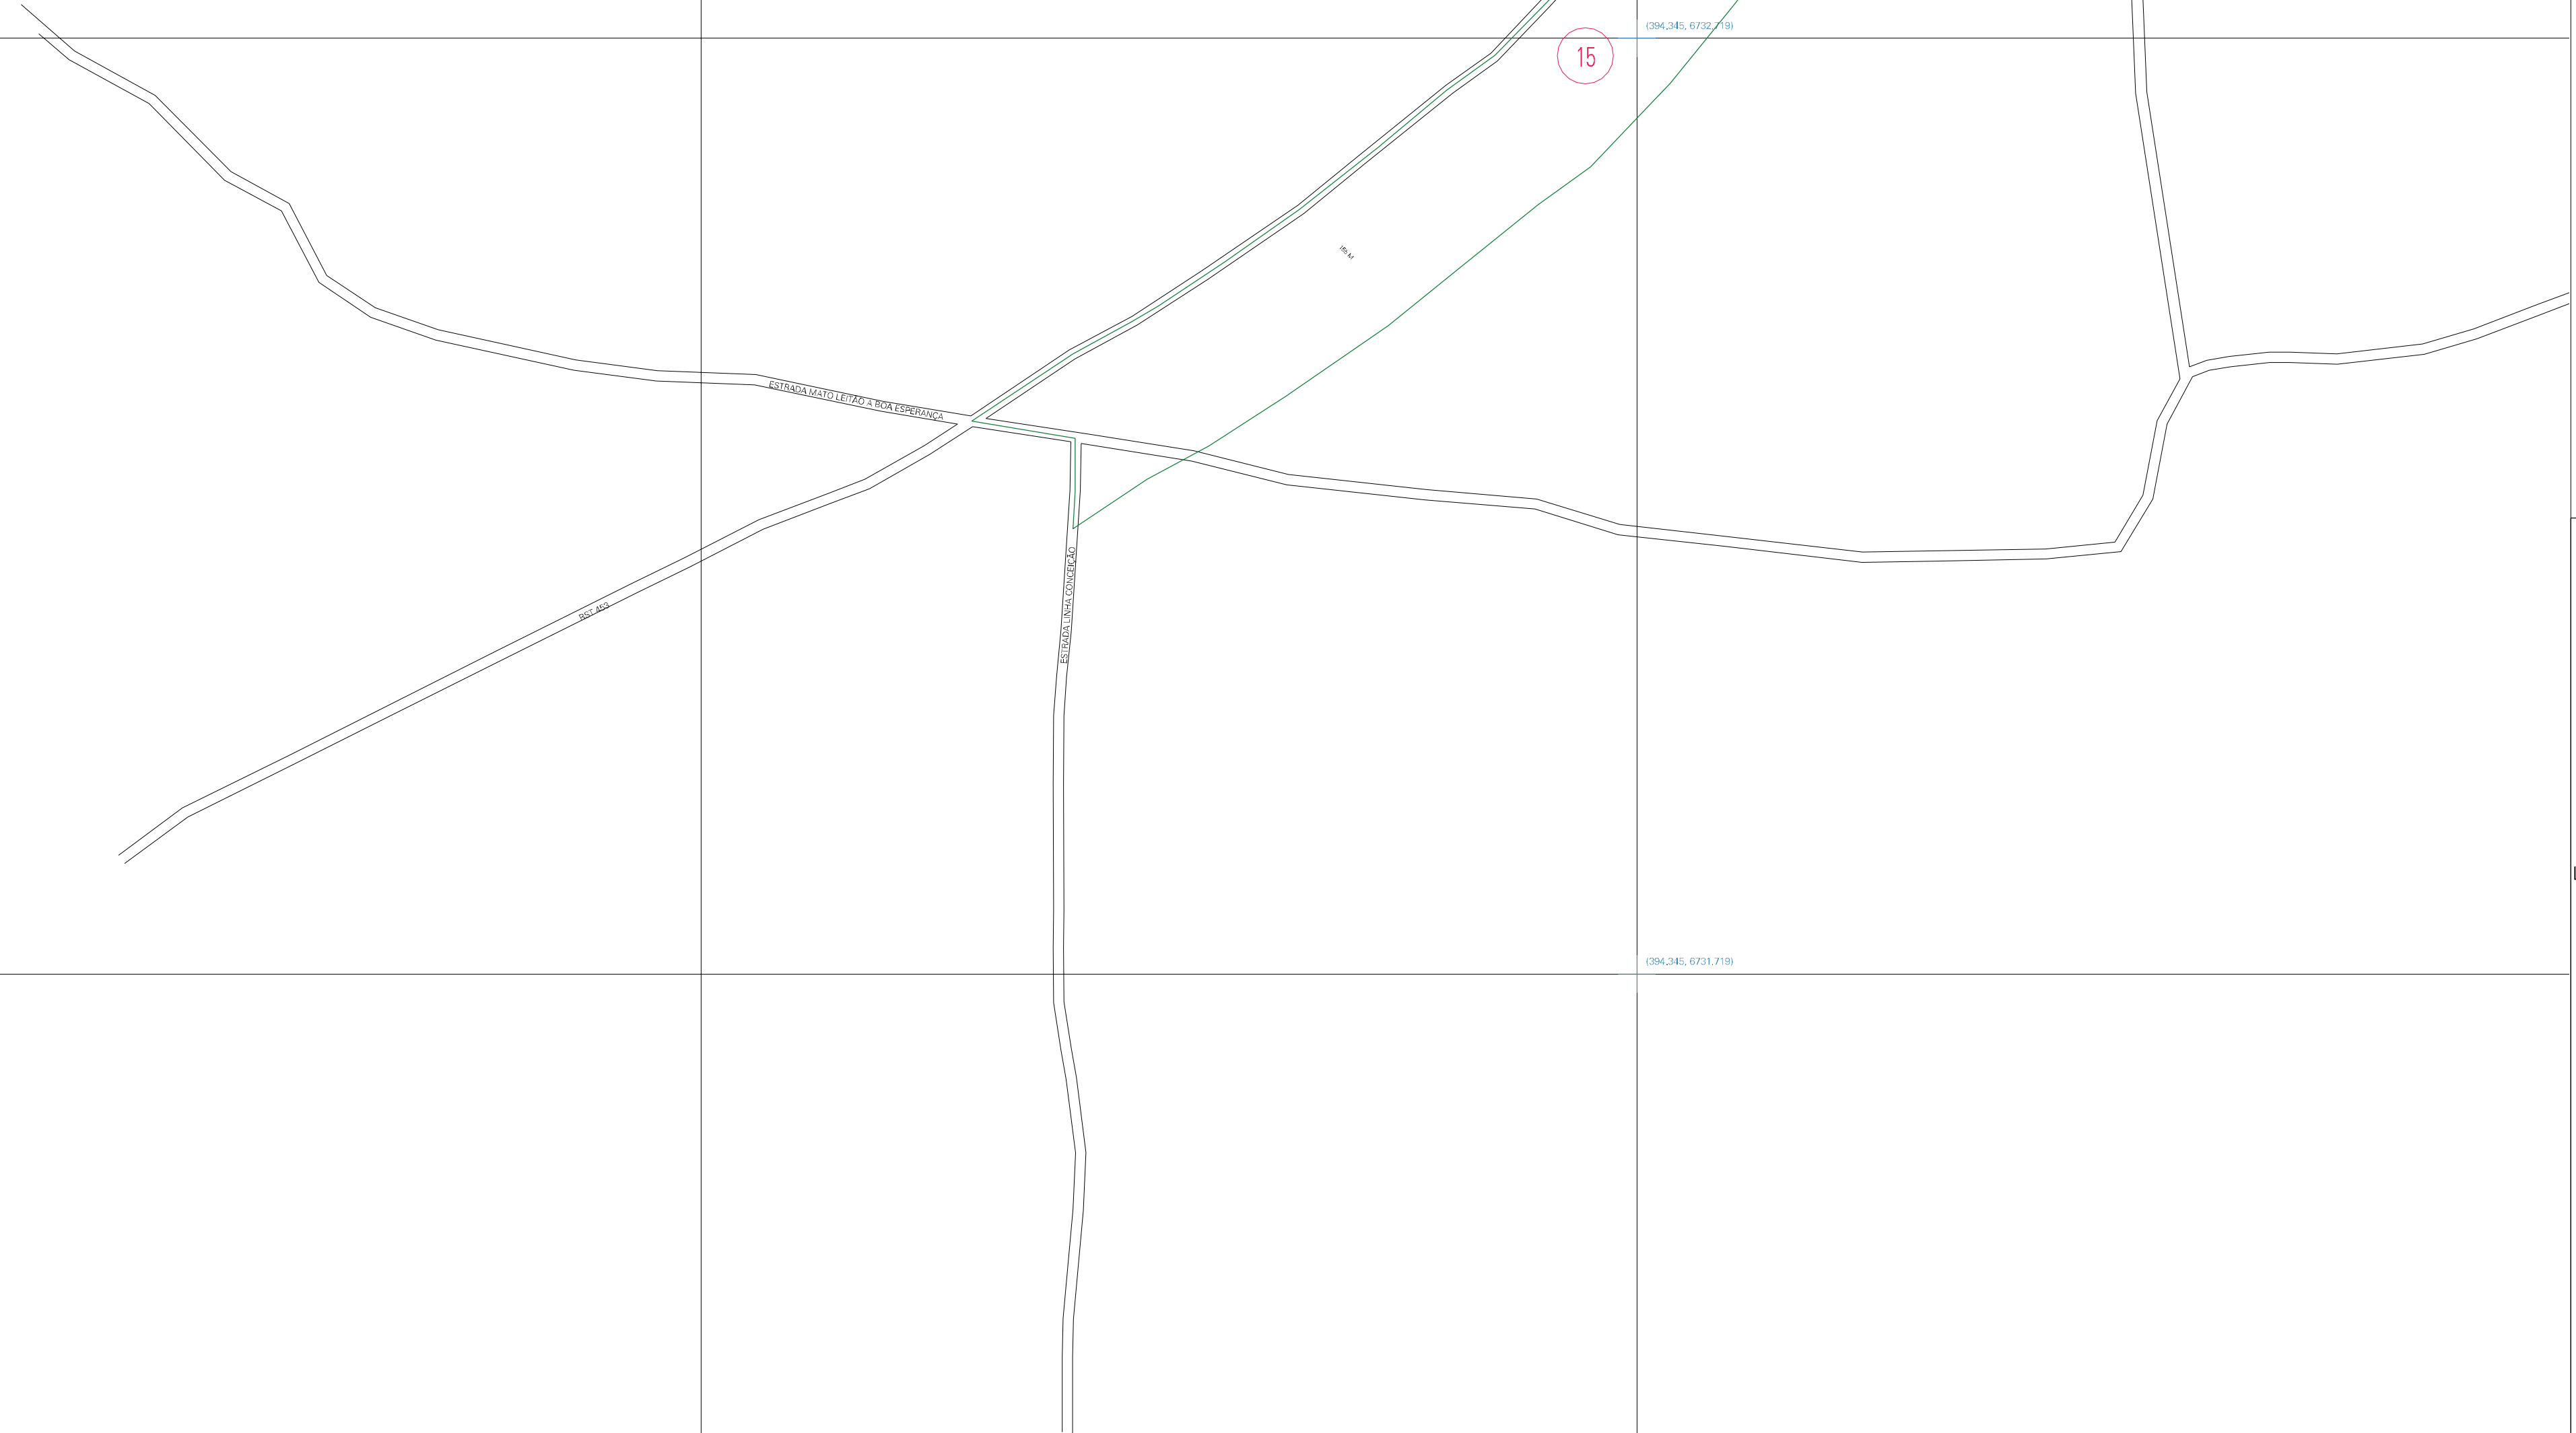 (394,345, 6732,719)
15
ESTRADA MATO LEITÃO A BOA ESPERANÇA
ESTRADA LINHA CONCEIÇÃO
RST 453
(394,345, 6731,719)